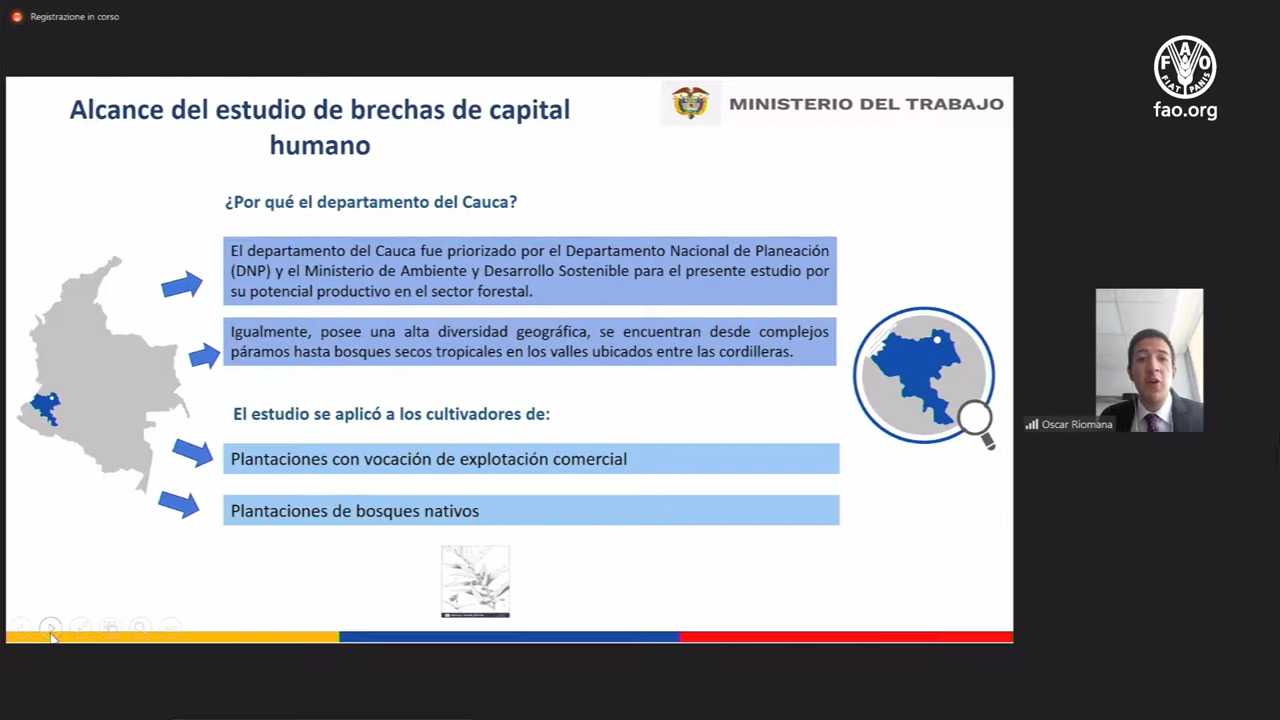 Registrazione in corso
FAO
FIAT PANIS
fao.org
Alcance del estudio de brechas de capital
humano
MINISTERIO DEL TRABAJO
¿Por qué el departamento del Cauca?
El departamento del Cauca fue priorizado por el Departamento Nacional de Planeación
(DNP) y el Ministerio de Ambiente y Desarrollo Sostenible para el presente estudio por
su potencial productivo en el sector forestal.
Igualmente, posee una alta diversidad geográfica, se encuentran desde complejos
páramos hasta bosques secos tropicales en los valles ubicados entre las cordilleras.
El estudio se aplicó a los cultivadores de:
Plantaciones con vocación de explotación comercial
Plantaciones de bosques nativos
Oscar Riomana